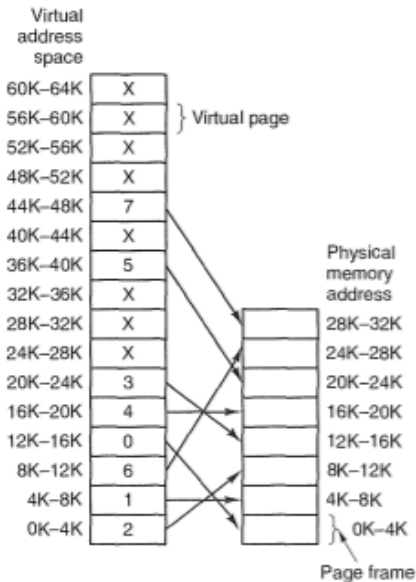 Virtual
address
space
60K–64K X
56K–60K X Virtual page
52K–56K X
48K–52K X
44K–48K 7
40K–44K X
36K–40K 5
32K–36K X
28K–32K X
24K–28K X
20K–24K 3
16K–20K 4
12K–16K 0
8K–12K 6
4K–8K 1
0K–4K 2
Physical
memory
address
28K–32K
24K–28K
20K–24K
16K–20K
12K–16K
8K–12K
4K–8K
0K–4K
Page frame